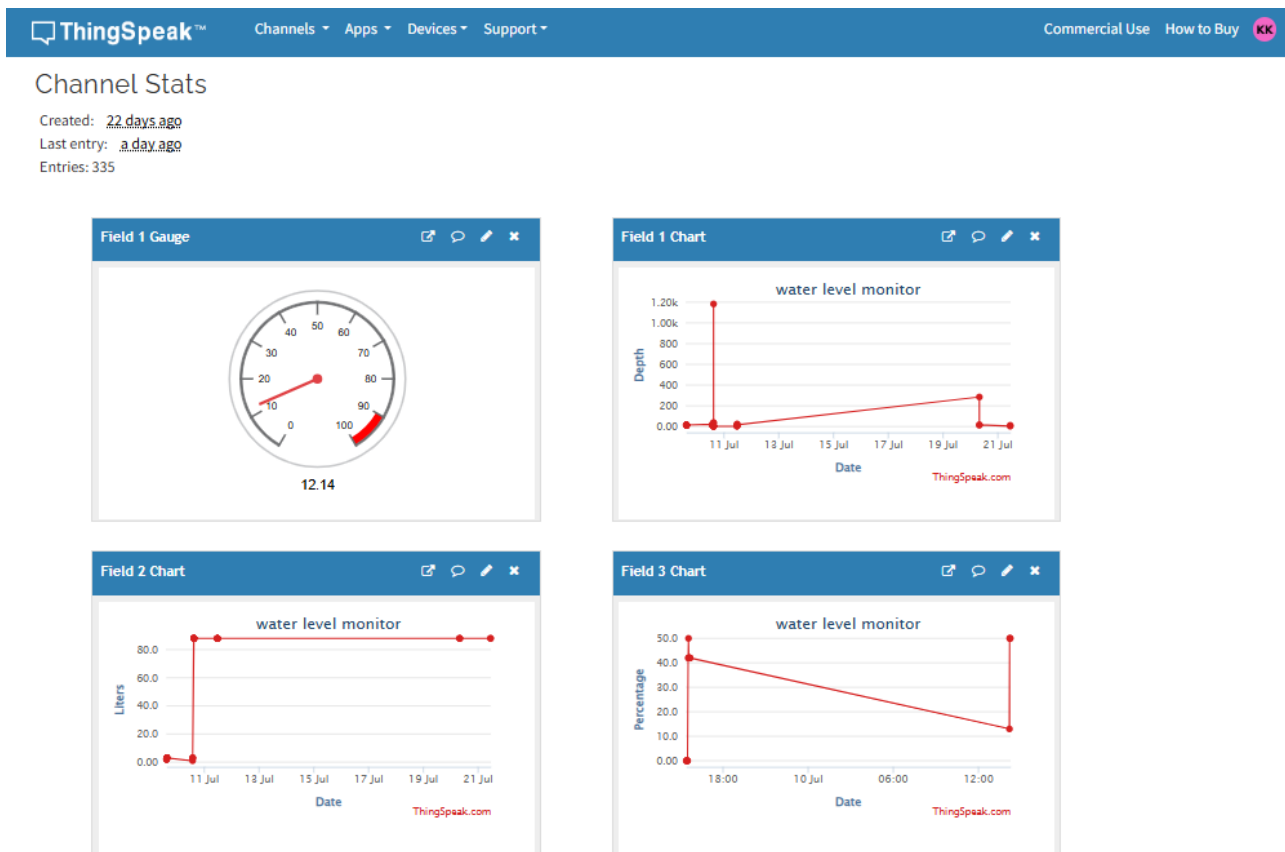 ThingSpeak™ Channels Apps Devices Support Commercial Use How to Buy KK
Channel Stats
Created: 22 days ago
Last entry: a day ago
Entries: 335
Field 1 Gauge
0
10
20
30
40
50
60
70
80
90
100
12.14
Field 1 Chart
water level monitor
Depth
1.20k
1.00k
800
600
400
200
0.00
11 Jul 13 Jul 15 Jul 17 Jul 19 Jul 21 Jul
Date
ThingSpeak.com
Field 2 Chart
water level monitor
Liters
80.0
60.0
40.0
20.0
0.00
11 Jul 13 Jul 15 Jul 17 Jul 19 Jul 21 Jul
Date
ThingSpeak.com
Field 3 Chart
water level monitor
Percentage
50.0
40.0
30.0
20.0
10.0
0.00
18:00 10 Jul 06:00 12:00
Date
ThingSpeak.com